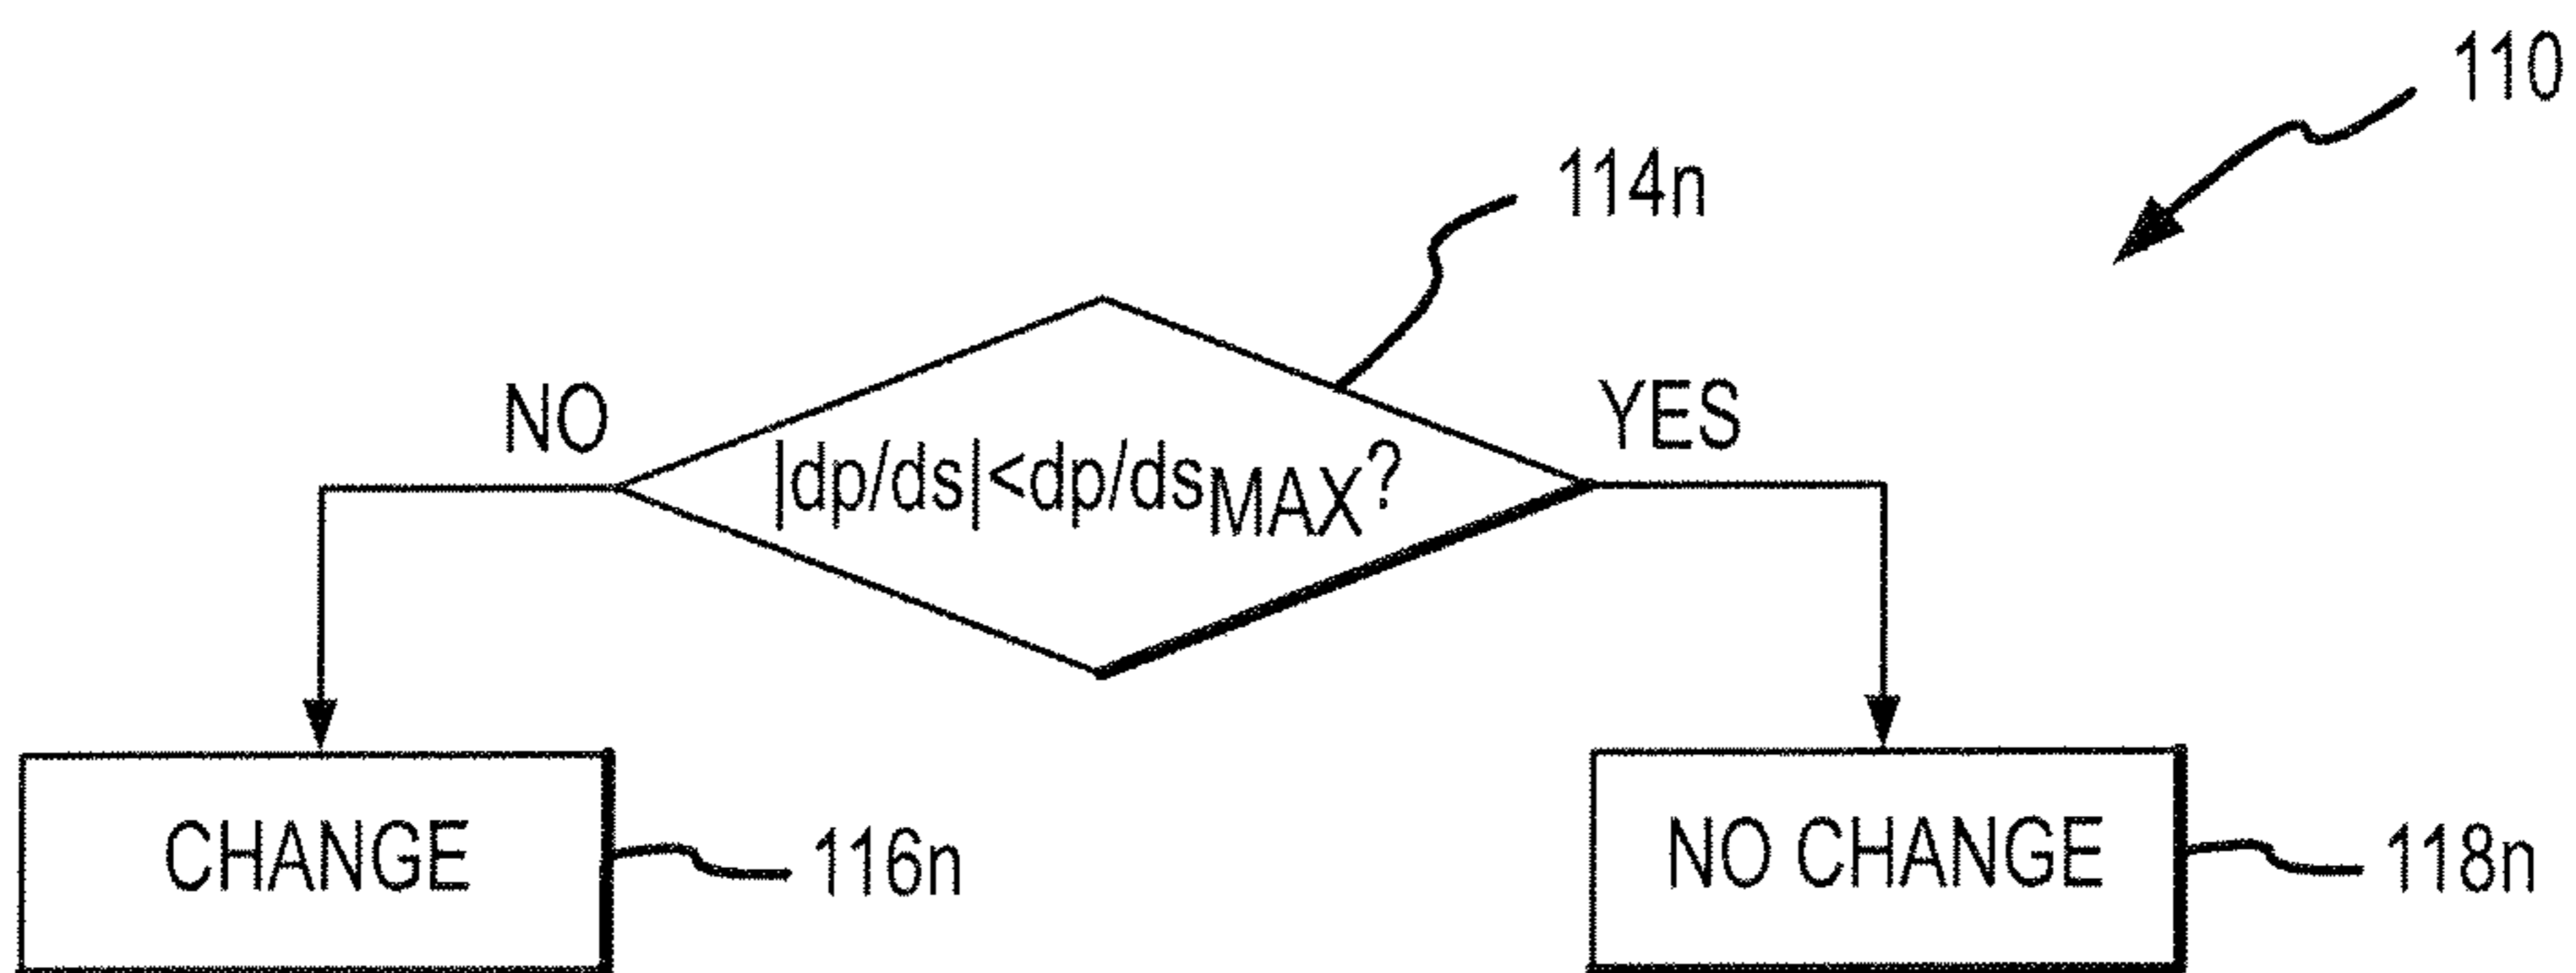 110
114n
NO
YES
|dp/ds|<dp/dsMAX?
CHANGE
116n
NO CHANGE
118n